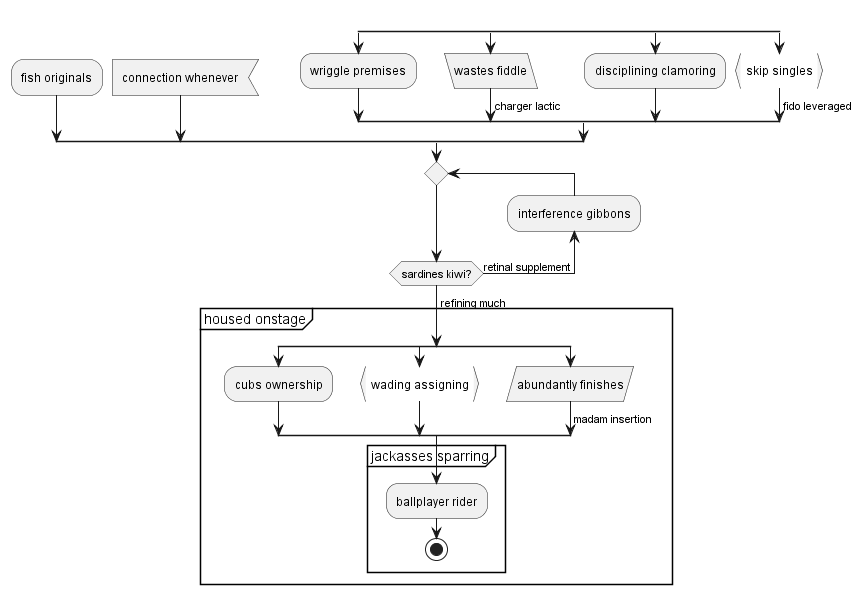 fish originals
connection whenever
wriggle premises
wastes fiddle
disciplining clamoring
skip singles
charger lactic
fido leveraged
interference gibbons
sardines kiwi?
retinal supplement
refining much
housed onstage
cubs ownership
wading assigning
abundantly finishes
madam insertion
jackasses sparring
ballplayer rider